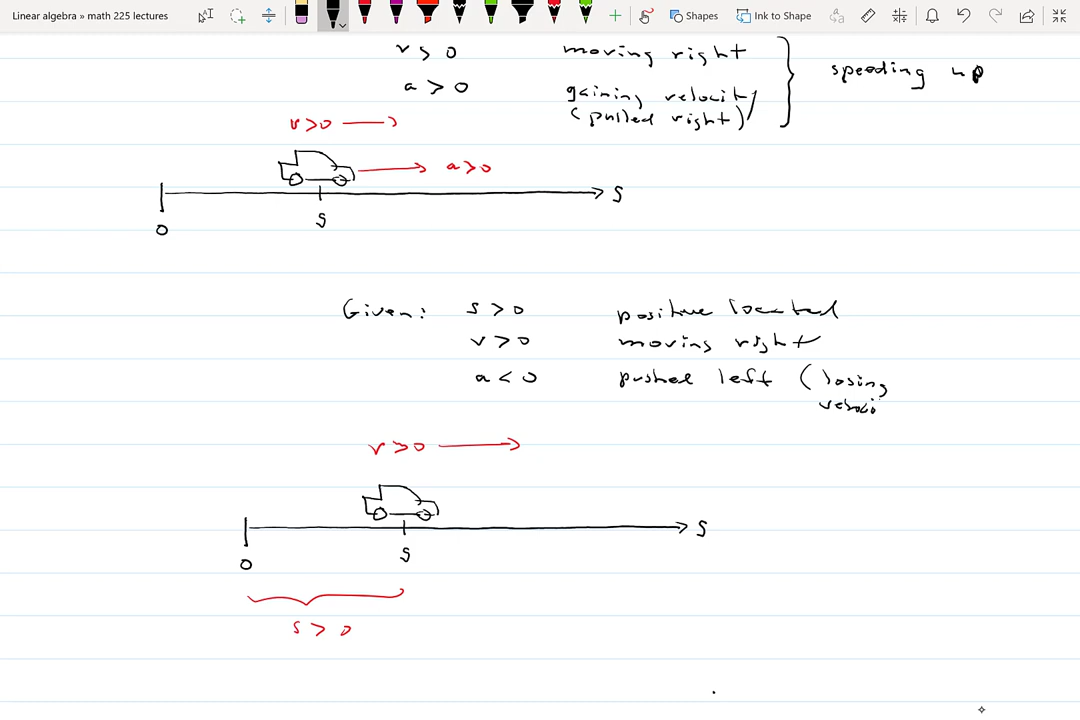 Linear algebra » math 225 lectures
Shapes
Ink to Shape
v > 0 moving right
a > 0 gaining velocity
(pulled right)
speeding up
v>0
a>0
s
0
s
Given: s > 0 positive located
v > 0 moving right
a < 0 pushed left (losing
veloci
v>0
s
0
s
s > 0